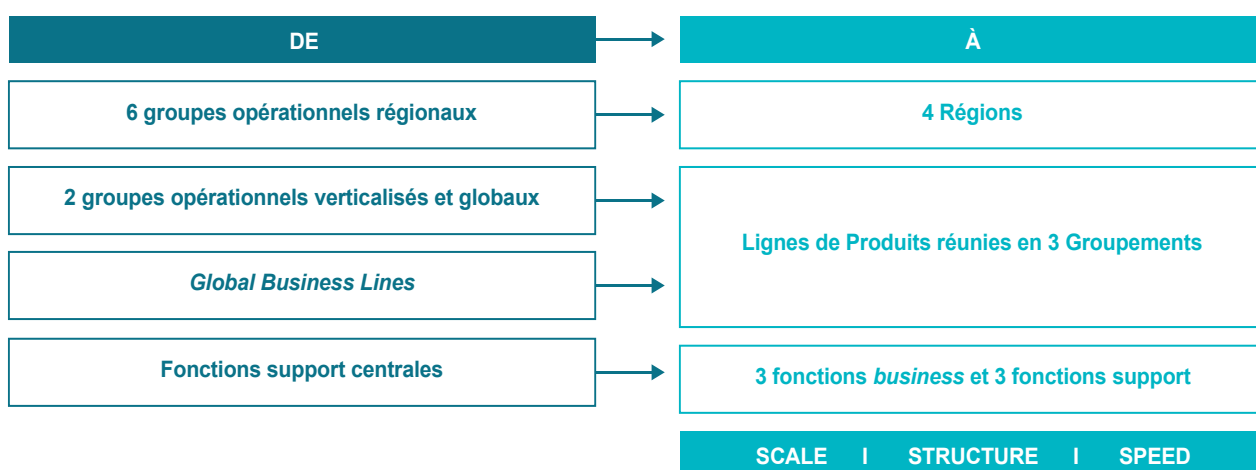 DE
À
6 groupes opérationnels régionaux
4 Régions
2 groupes opérationnels verticalisés et globaux
Lignes de Produits réunies en 3 Groupements
Global Business Lines
Fonctions support centrales
3 fonctions business et 3 fonctions support
SCALE I STRUCTURE I SPEED